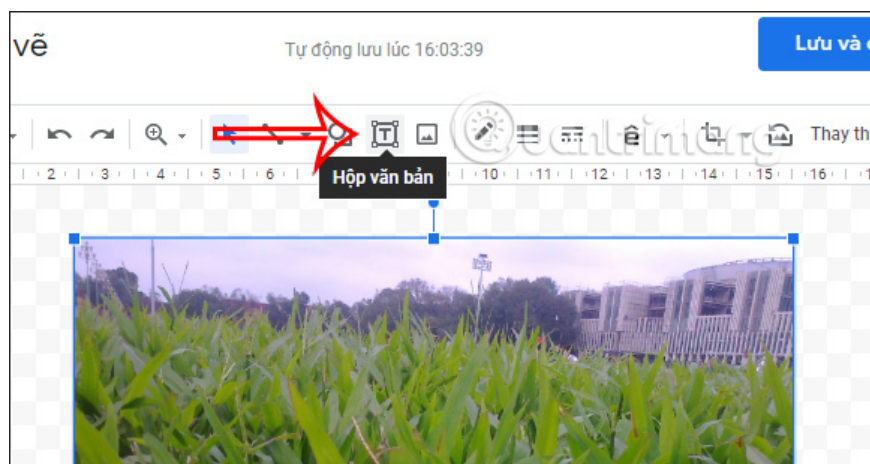 vẽ
Tự động lưu lúc 16:03:39
Lưu và
Thay th
Hộp văn bản
2 3 4 5 6 10 11 12 13 14 15 16
uantrimang